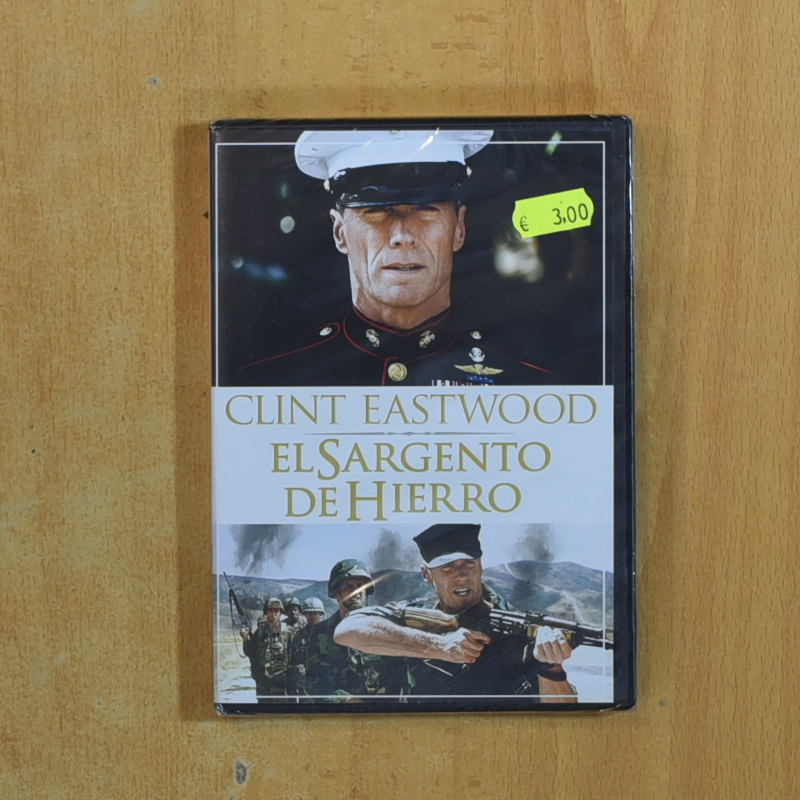 € 3,00
CLINT EASTWOOD
EL SARGENTO
DE HIERRO